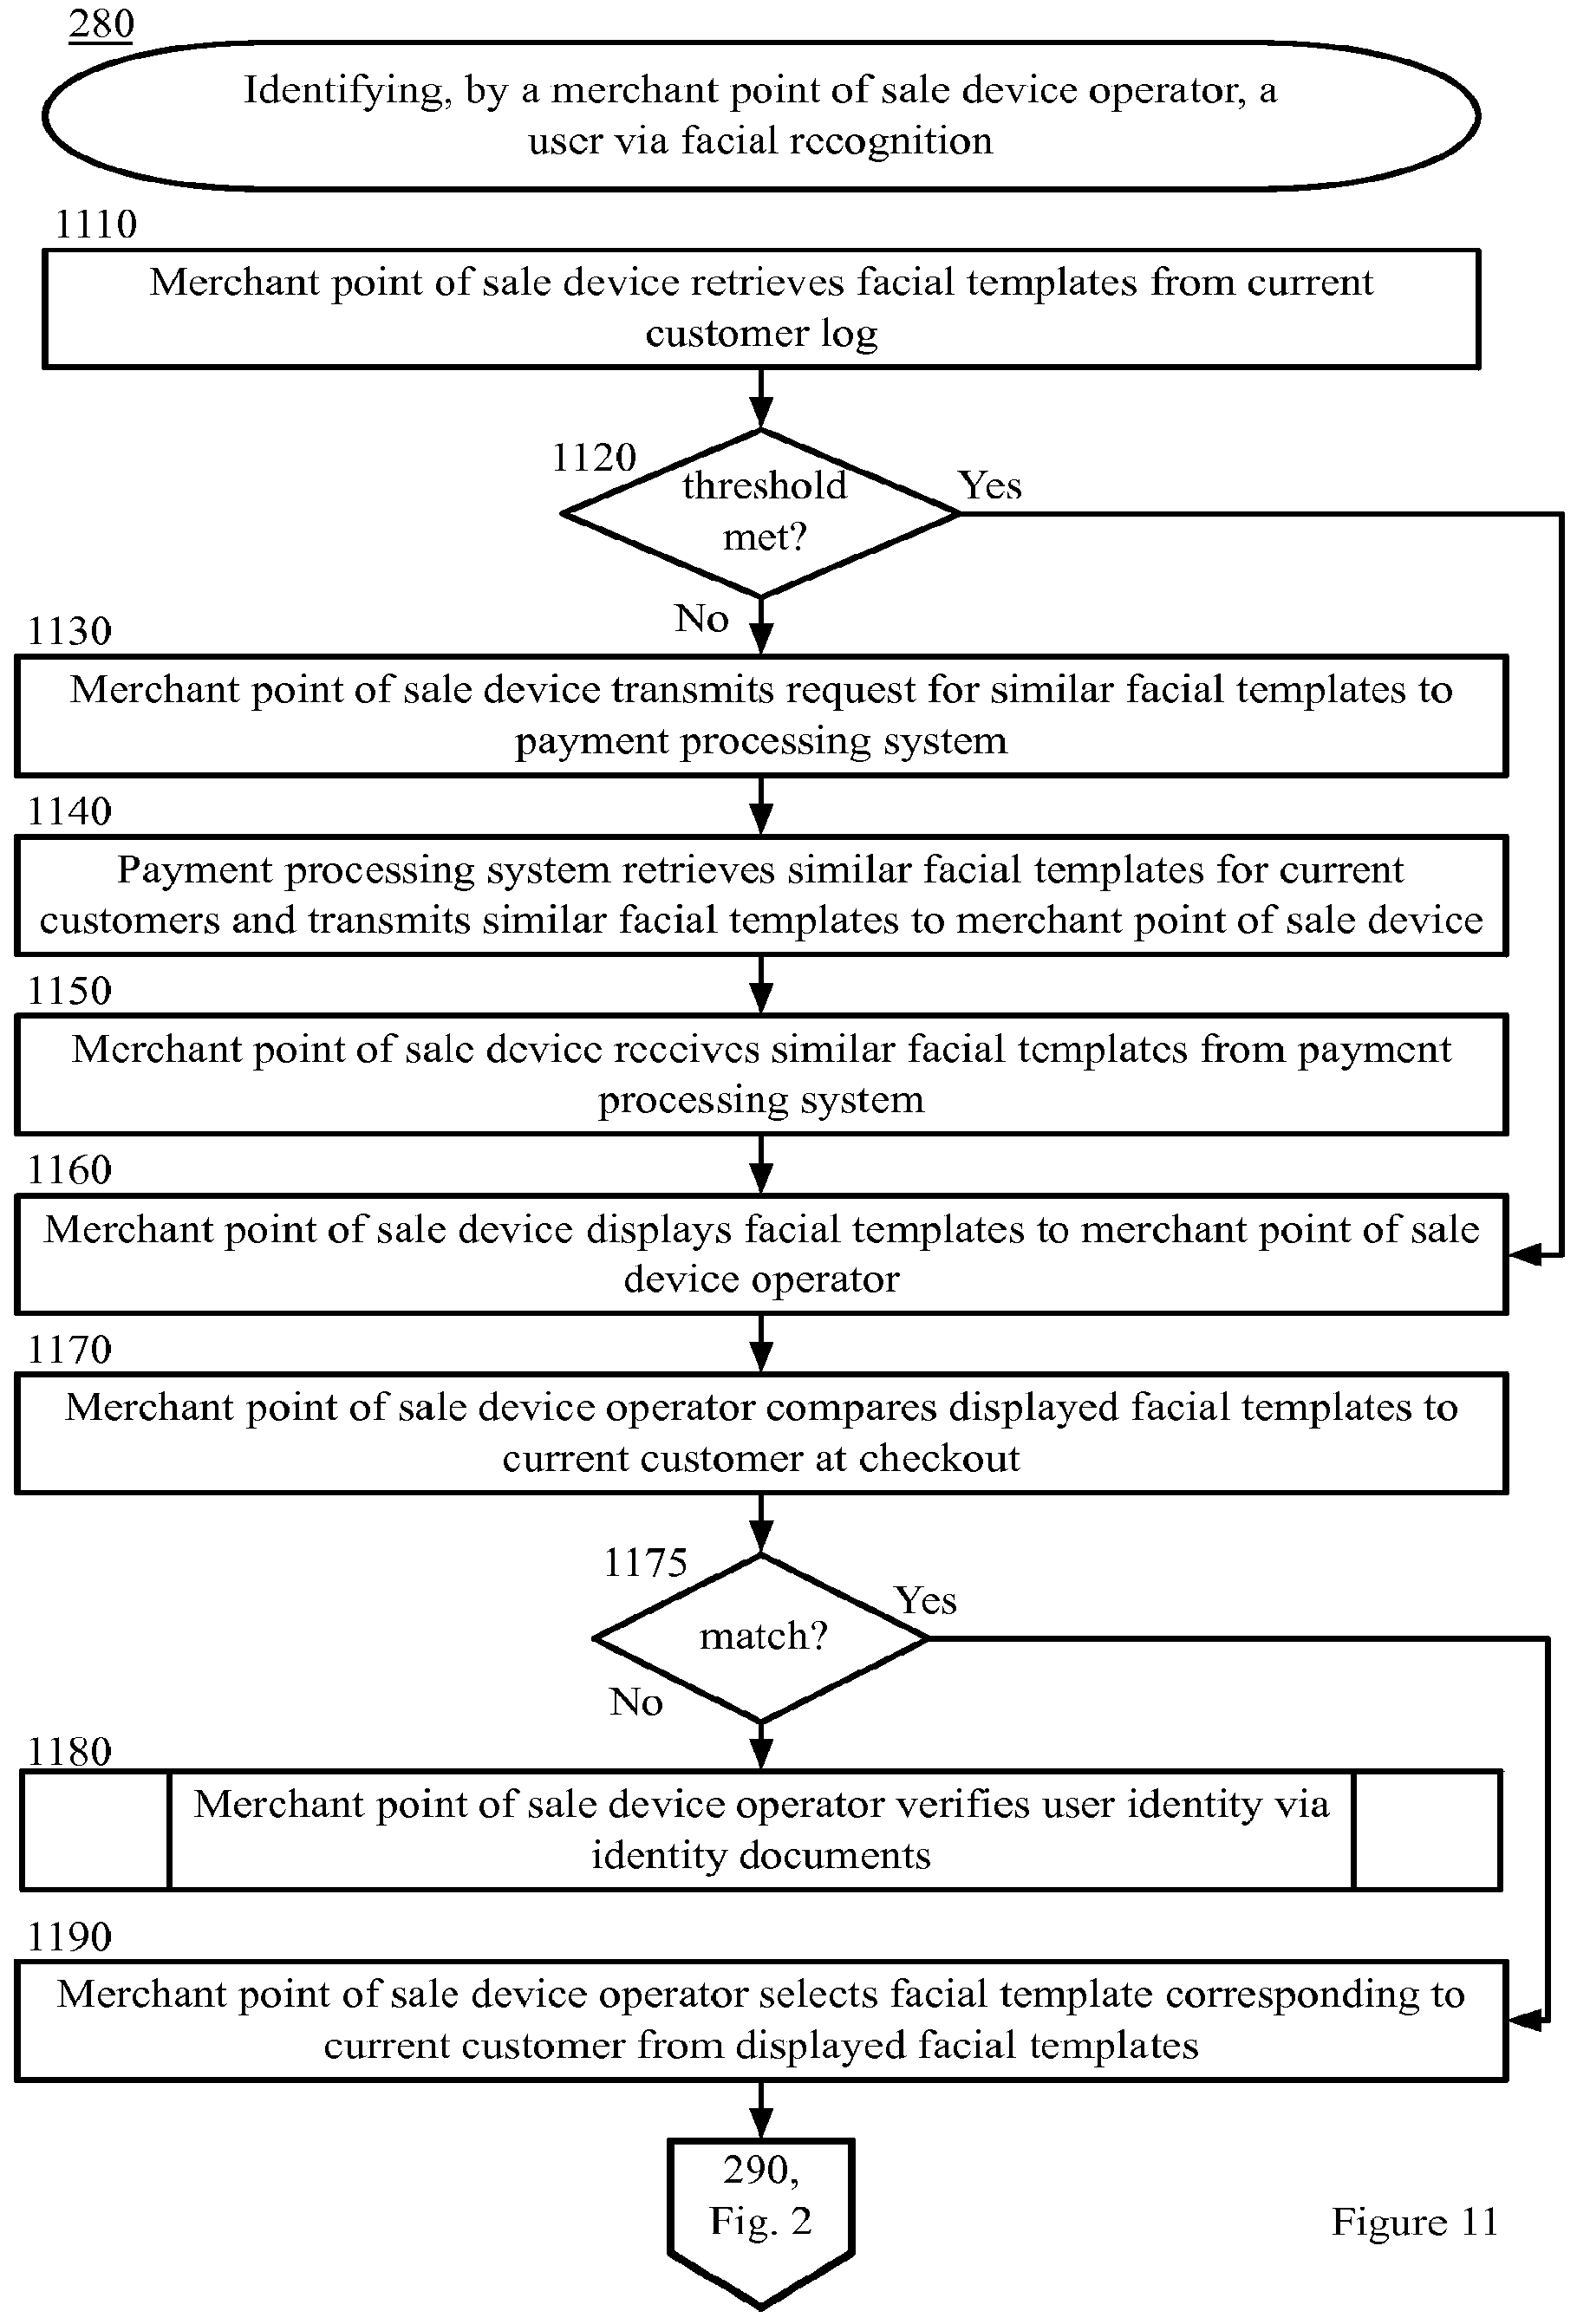 280
Identifying, by a merchant point of sale device operator, a
user via facial recognition
1110
Merchant point of sale device retrieves facial templates from current
customer log
1120
threshold
met?
Yes
No
1130
Merchant point of sale device transmits request for similar facial templates to
payment processing system
1140
Payment processing system retrieves similar facial templates for current
customers and transmits similar facial templates to merchant point of sale device
1150
Merchant point of sale device receives similar facial templates from payment
processing system
1160
Merchant point of sale device displays facial templates to merchant point of sale
device operator
1170
Merchant point of sale device operator compares displayed facial templates to
current customer at checkout
1175
match?
Yes
No
1180
Merchant point of sale device operator verifies user identity via
identity documents
1190
Merchant point of sale device operator selects facial template corresponding to
current customer from displayed facial templates
290,
Fig. 2
Figure 11